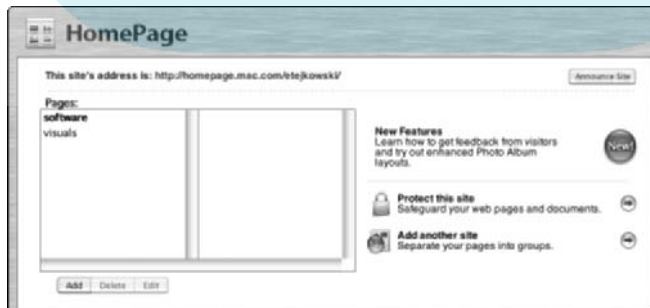 HomePage
This site's address is: http://homepage.mac.com/etejkowski/
Announce Site
Pages:
software
visuals
New Features
Learn how to get feedback from visitors
and try out enhanced Photo Album
layouts.
New!
Protect this site
Safeguard your web pages and documents.
Add another site
Separate your pages into groups.
Add Delete Edit